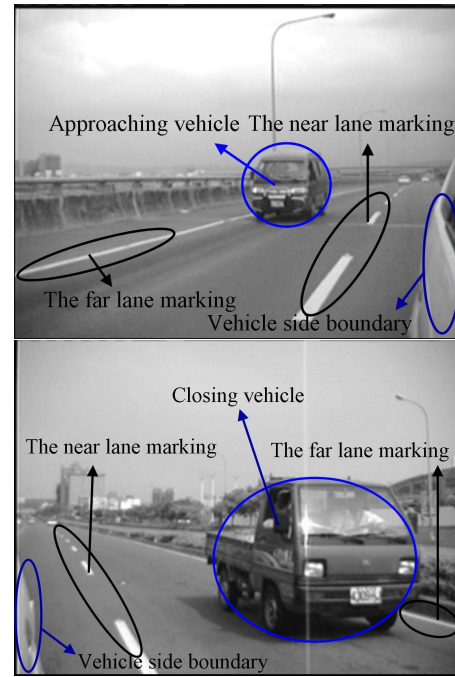 Approaching vehicle The near lane marking
The far lane marking
Vehicle side boundary
Closing vehicle
The near lane marking
The far lane marking
Vehicle side boundary